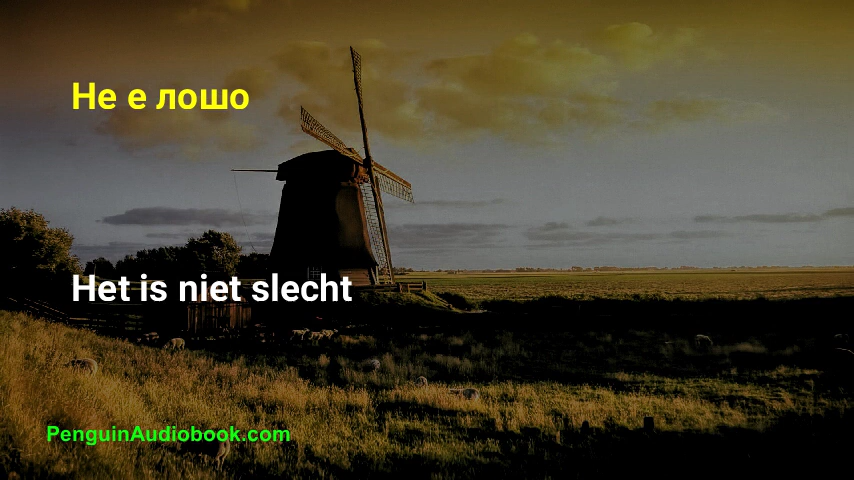 Не е лошо
Het is niet slecht
PenguinAudiobook.com